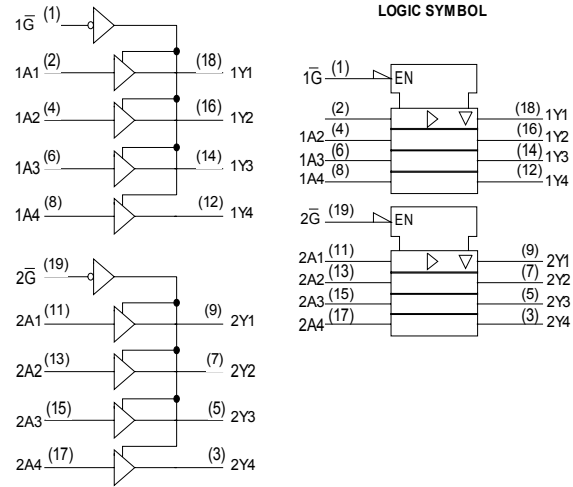 1G̅ (1)
1A1 (2) (18) 1Y1
1A2 (4) (16) 1Y2
1A3 (6) (14) 1Y3
1A4 (8) (12) 1Y4
2G̅ (19)
2A1 (11) (9) 2Y1
2A2 (13) (7) 2Y2
2A3 (15) (5) 2Y3
2A4 (17) (3) 2Y4
LOGIC SYMBOL
1G̅ (1) EN
(2) (18) 1Y1
1A2 (4) (16) 1Y2
1A3 (6) (14) 1Y3
1A4 (8) (12) 1Y4
2G̅ (19) EN
2A1 (11) (9) 2Y1
2A2 (13) (7) 2Y2
2A3 (15) (5) 2Y3
2A4 (17) (3) 2Y4